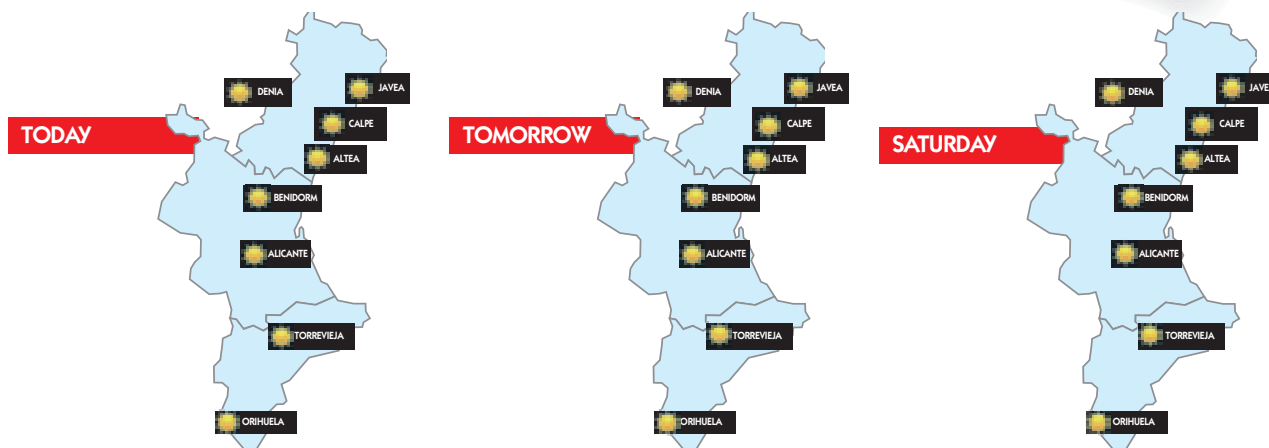 DENIA
JAVEA
CALPE
TODAY
ALTEA
BENIDORM
ALICANTE
TORREVIEJA
ORIHUELA
DENIA
JAVEA
CALPE
TOMORROW
ALTEA
BENIDORM
ALICANTE
TORREVIEJA
ORIHUELA
DENIA
JAVE
CALPE
SATURDAY
ALTEA
BENIDORM
ALICANTE
TORREVIEJA
ORIHUELA